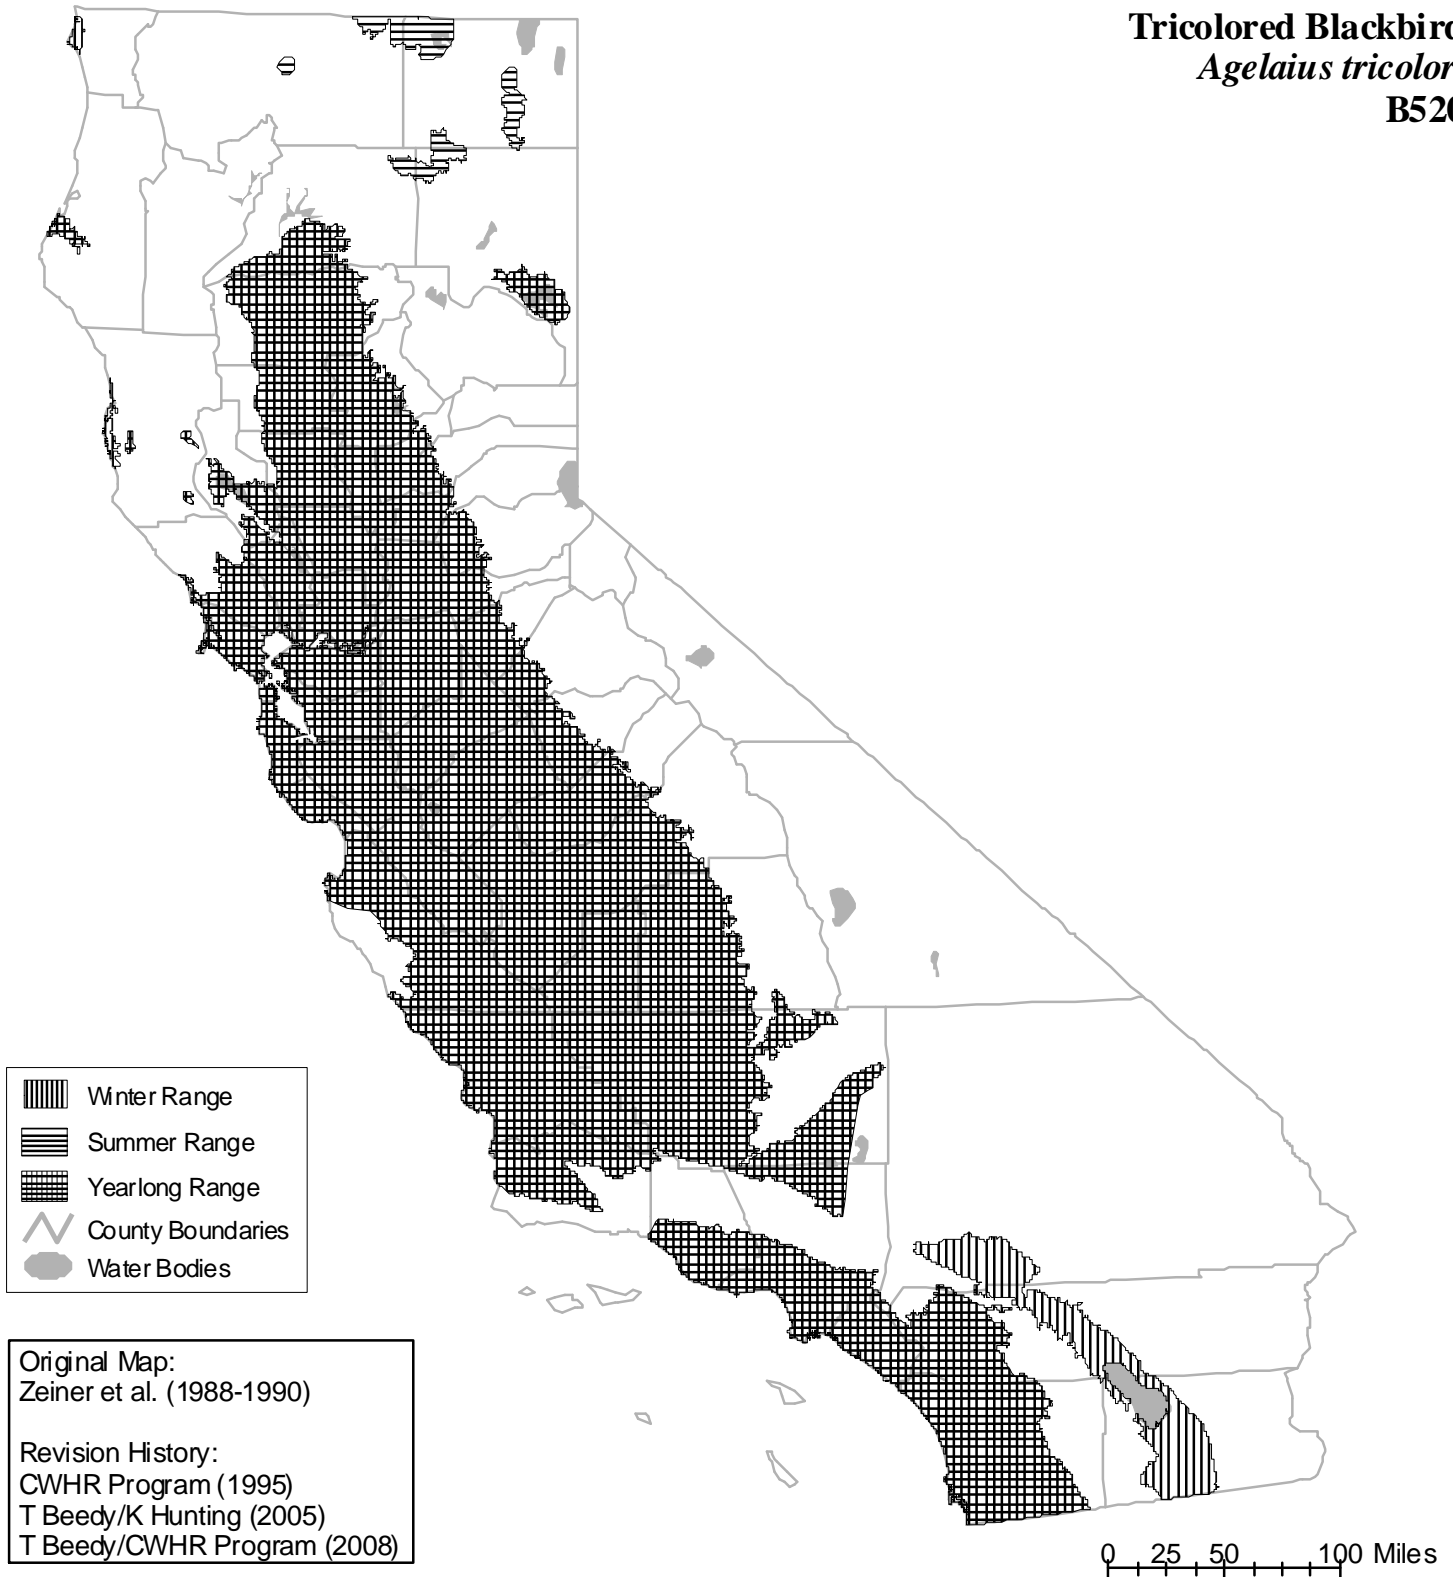 Tricolored Blackbird
Agelaius tricolor
B520
Winter Range
Summer Range
Yearlong Range
County Boundaries
Water Bodies
Original Map:
Zeiner et al. (1988-1990)
Revision History:
CWHR Program (1995)
T Beedy/K Hunting (2005)
T Beedy/CWHR Program (2008)
0 25 50 100 Miles